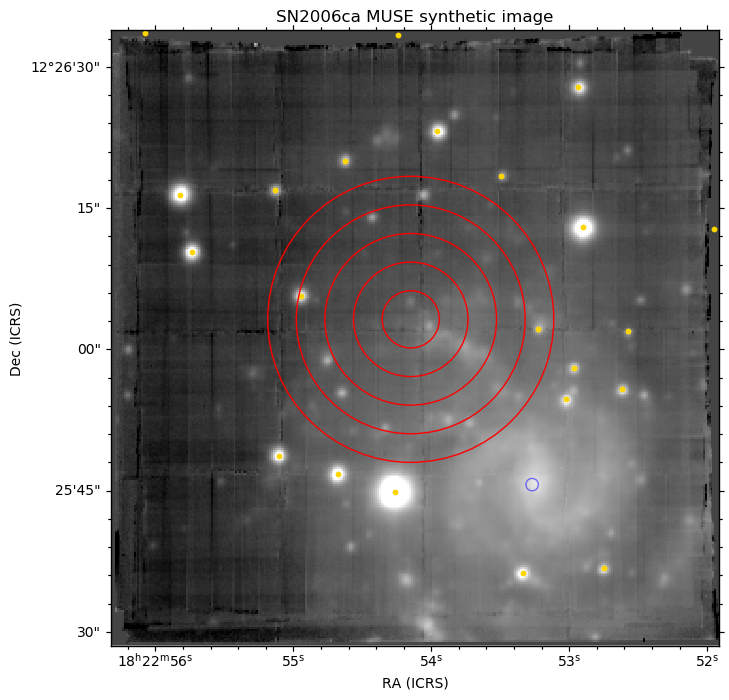 SN2006ca MUSE synthetic image
12°26'30"
15"
00"
25'45"
30"
Dec (ICRS)
18ʰ22ᵐ56ˢ
55ˢ
54ˢ
53ˢ
52ˢ
RA (ICRS)